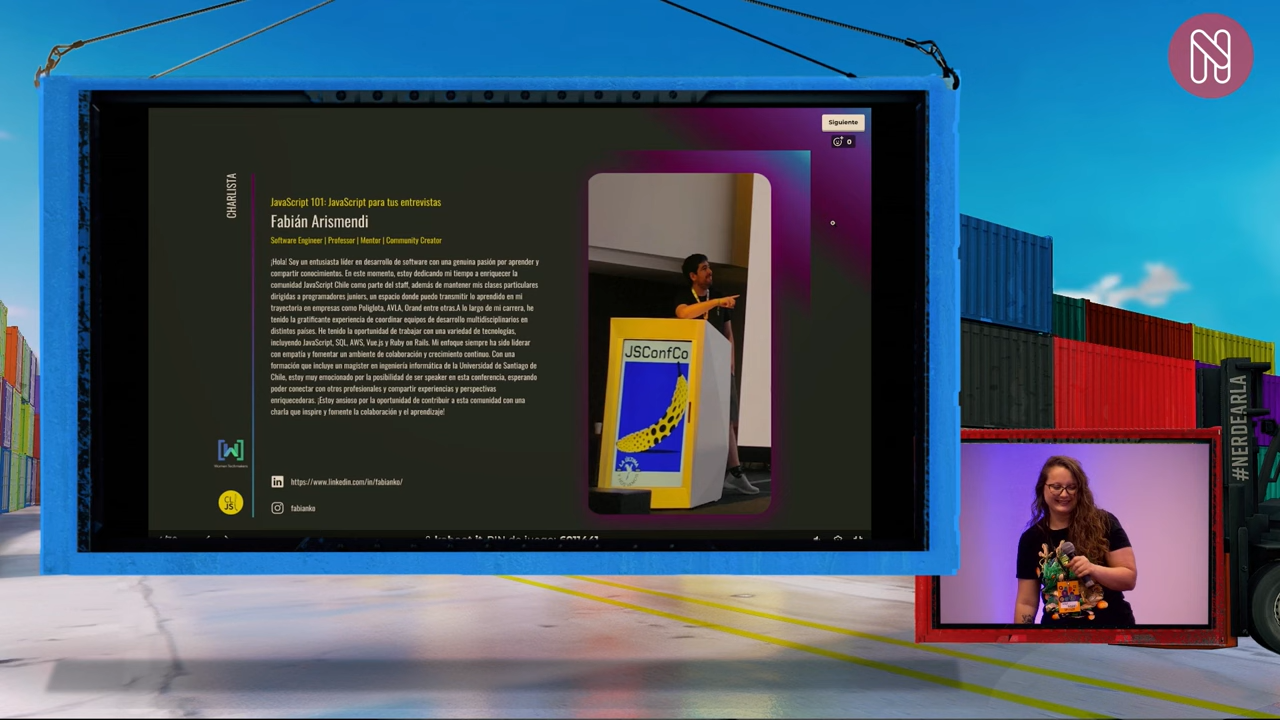 Siguiente
0
CHARLISTA
JavaScript 101: JavaScript para tus entrevistas
Fabián Arismendi
Software Engineer | Professor | Mentor | Community Creator
¡Hola! Soy un entusiasta líder en desarrollo de software con una genuina pasión por aprender y
compartir conocimientos. En este momento, estoy dedicando mi tiempo a enriquecer la
comunidad JavaScript Chile como parte del staff, además de mantener mis clases particulares
dirigidas a programadores juniors, un espacio donde puedo transmitir lo aprendido en mi
trayectoria en empresas como Poliglota, AVLA, Orand entre otras.A lo largo de mi carrera, he
tenido la gratificante experiencia de coordinar equipos de desarrollo multidisciplinarios en
distintos países. He tenido la oportunidad de trabajar con una variedad de tecnologías,
incluyendo JavaScript, SQL, AWS, Vue.js y Ruby on Rails. Mi enfoque siempre ha sido liderar
con empatía y fomentar un ambiente de colaboración y crecimiento continuo. Con una
formación que incluye un magíster en ingeniería informática de la Universidad de Santiago de
Chile, estoy muy emocionado por la posibilidad de ser speaker en esta conferencia, esperando
poder conectar con otros profesionales y compartir experiencias y perspectivas
enriquecedoras. ¡Estoy ansioso por la oportunidad de contribuir a esta comunidad con una
charla que inspire y fomente la colaboración y el aprendizaje!
JSConfCo
[W]
CL
JS
https://www.linkedin.com/in/fabianko/
fabianko
kahoot.it PIN de juego:
#NERDEARLA